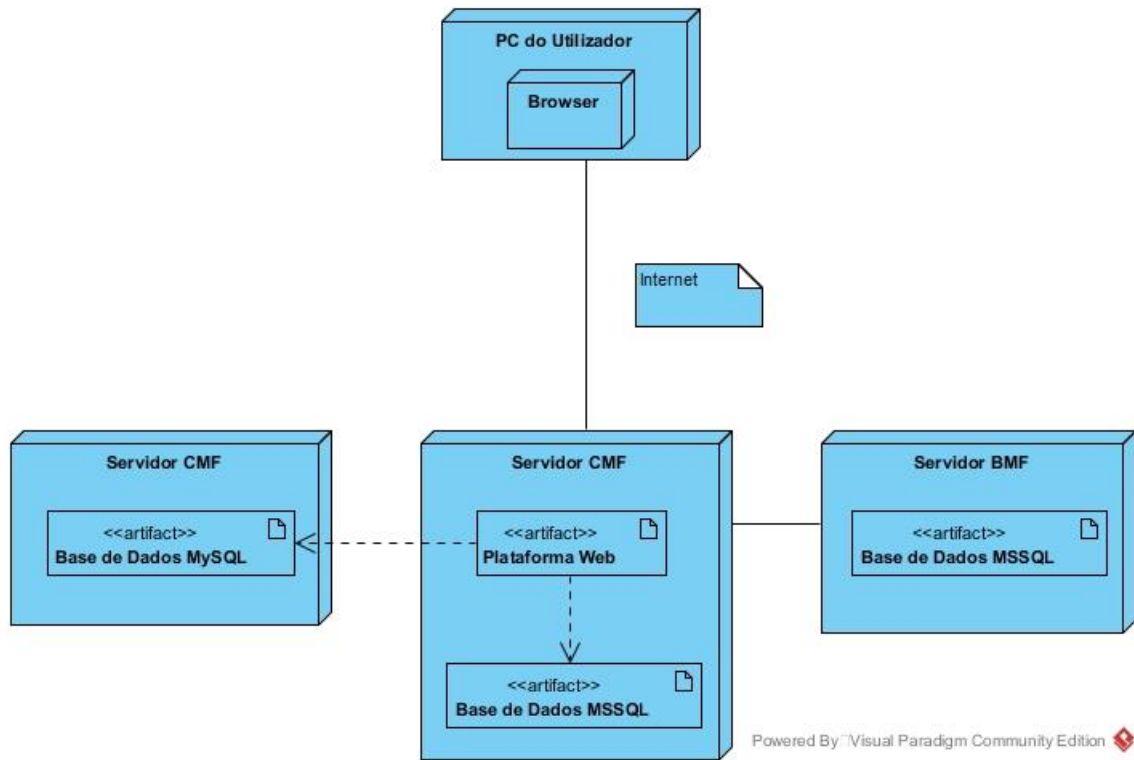 PC do Utilizador
Browser
Internet
Servidor CMF
<<artifact>>
Base de Dados MySQL
Servidor CMF
<<artifact>>
Plataforma Web
<<artifact>>
Base de Dados MSSQL
Servidor BMF
<<artifact>>
Base de Dados MSSQL
Powered By Visual Paradigm Community Edition